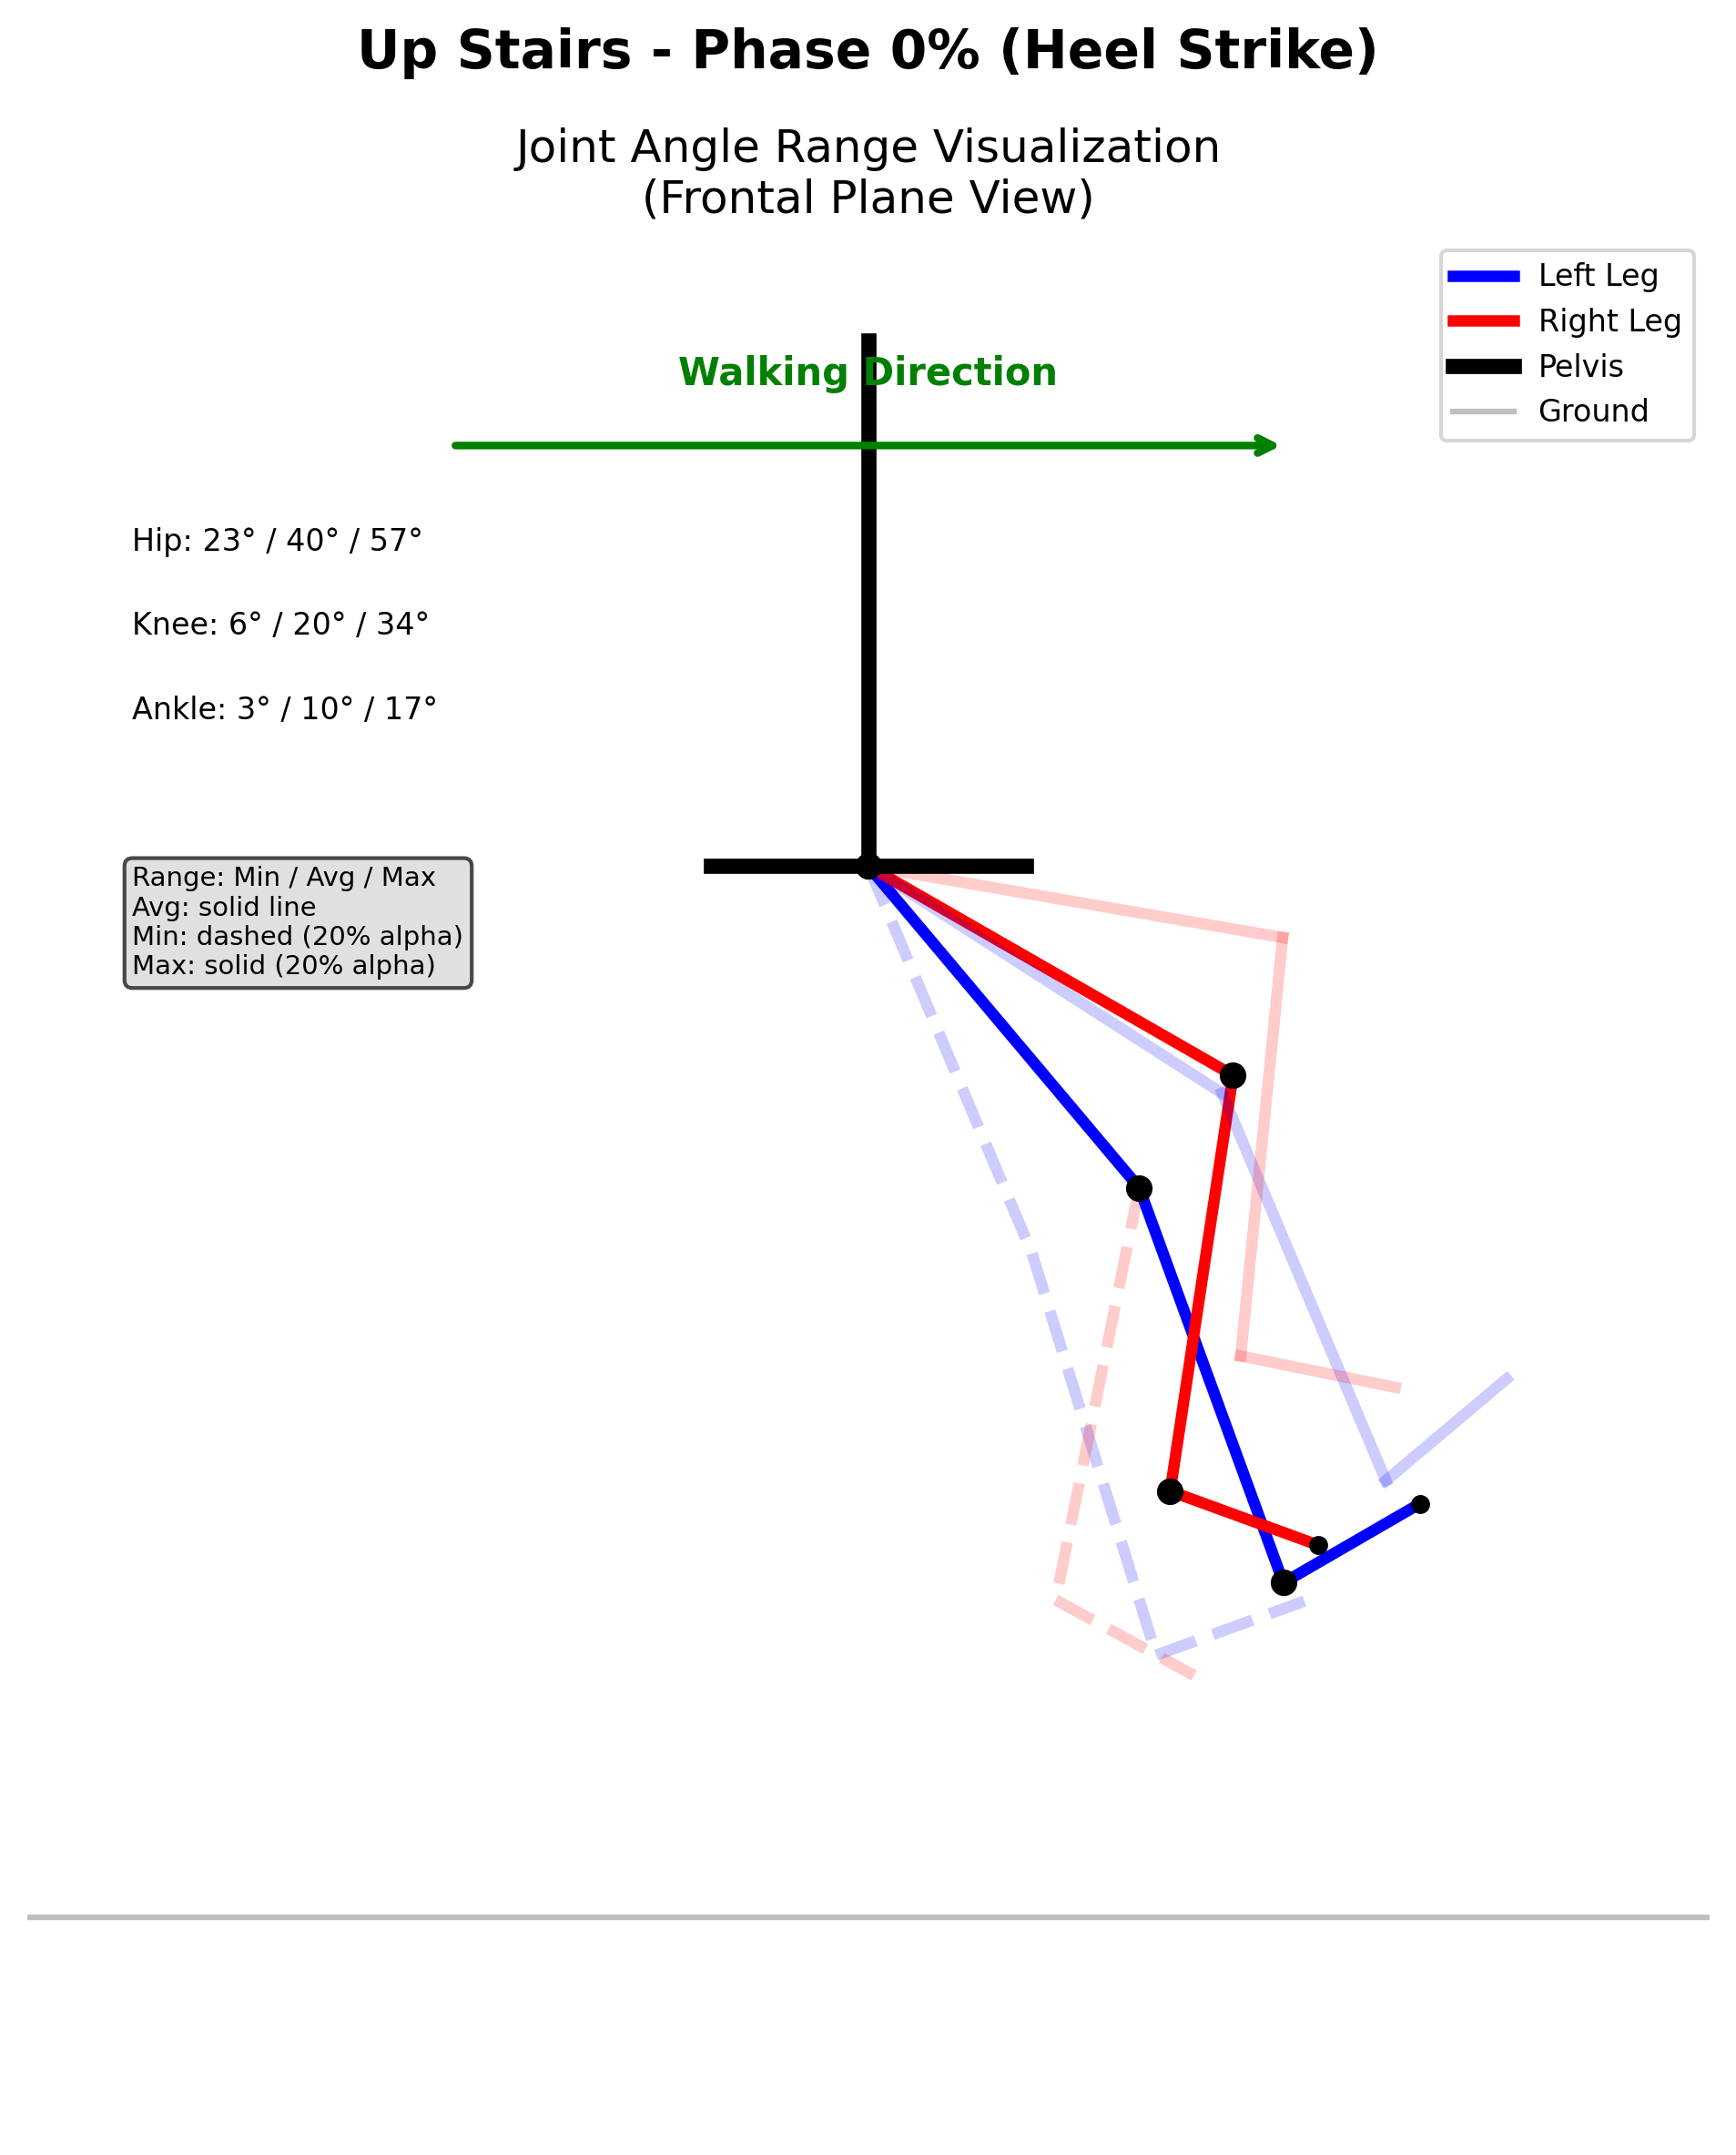 Up Stairs - Phase 0% (Heel Strike)
Joint Angle Range Visualization
(Frontal Plane View)
Left Leg
Right Leg
Pelvis
Ground
Walking Direction
Hip: 23° / 40° / 57°
Knee: 6° / 20° / 34°
Ankle: 3° / 10° / 17°
Range: Min / Avg / Max
Avg: solid line
Min: dashed (20% alpha)
Max: solid (20% alpha)